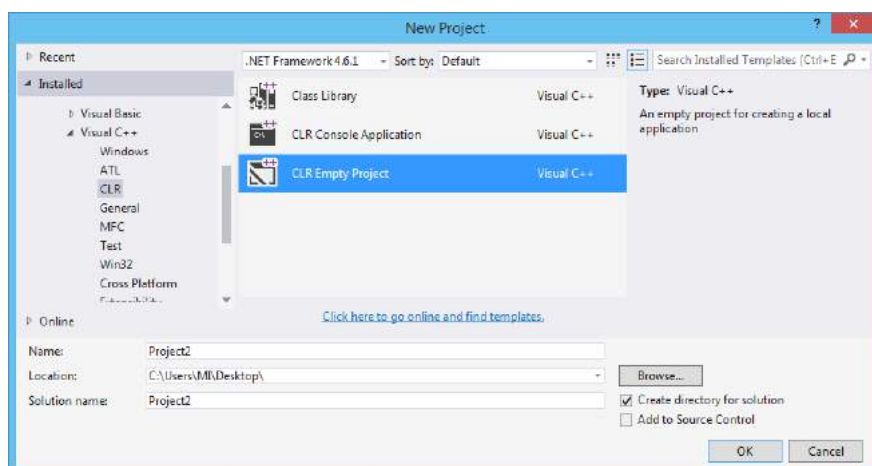 New Project
?
Recent
.NET Framework 4.6.1 Sort by: Default Search Installed Templates (Ctrl+E
Installed
Visual Basic
Visual C++
Windows
ATL
CLR
General
MFC
Test
Win32
Cross Platform
Extensibility
Online
Class Library Visual C++
CLR Console Application Visual C++
CLR Empty Project Visual C++
Click here to go online and find templates.
Type: Visual C++
An empty project for creating a local
application
Name: Project2
Location: C:\Users\MI\Desktop\
Browse...
Solution name: Project2
Create directory for solution
Add to Source Control
OK Cancel